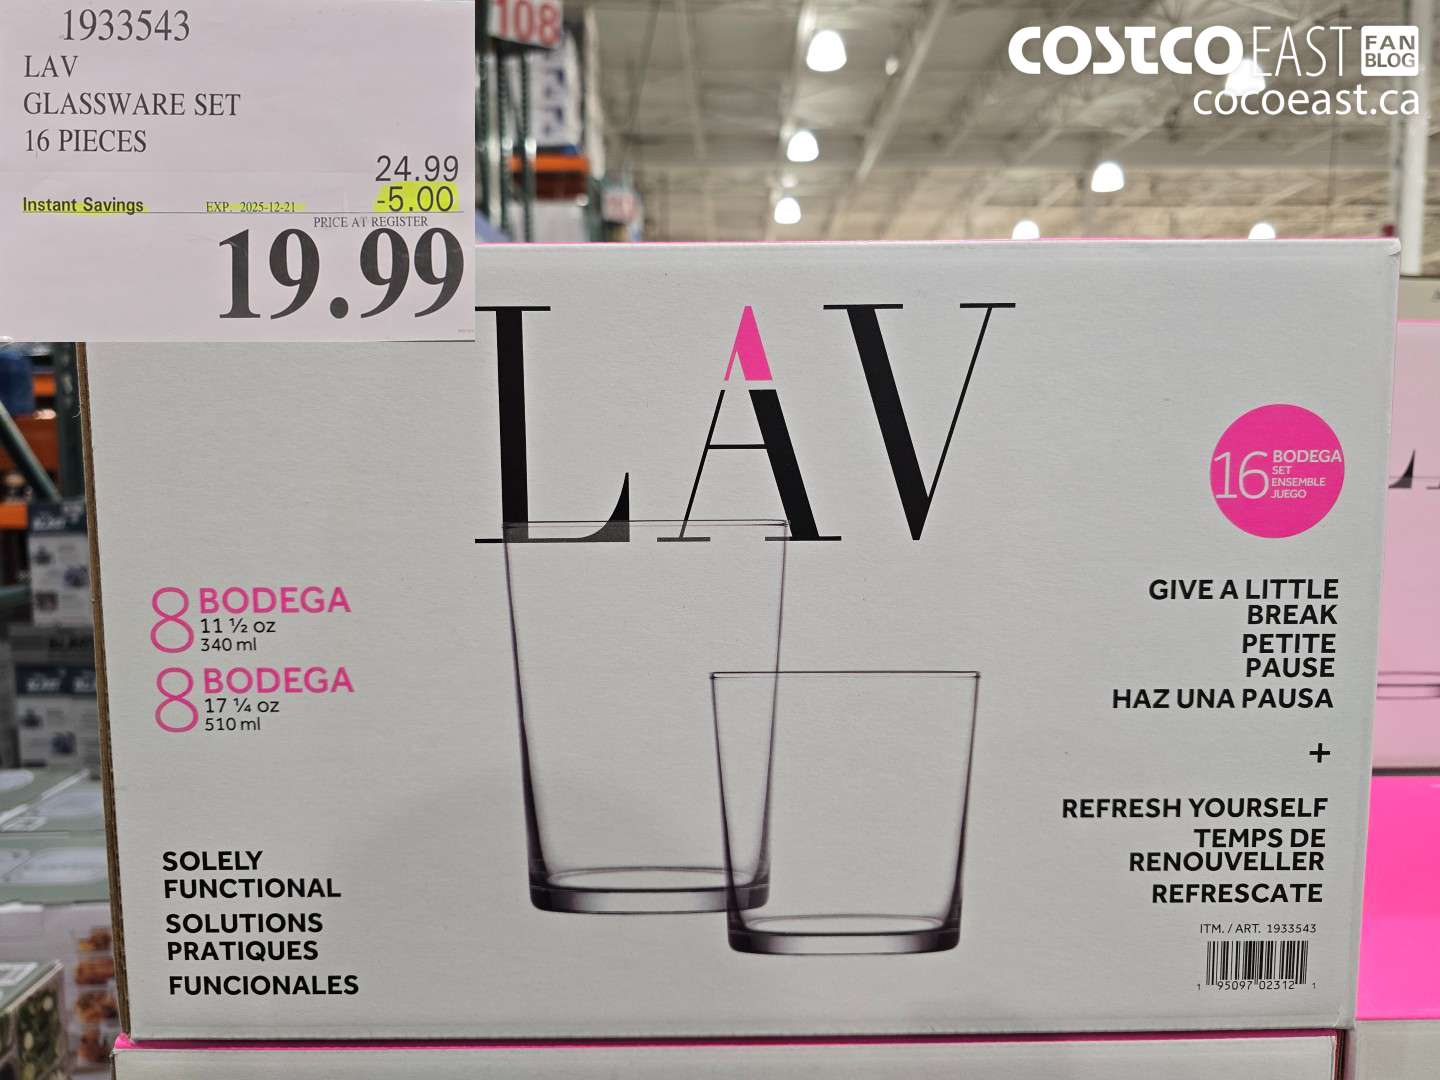 1933543
LAV
GLASSWARE SET
16 PIECES
24.99
Instant Savings EXP. 2025-12-21 -5.00
PRICE AT REGISTER
19.99
108
COSTCO EAST FAN BLOG
cocoeast.ca
LAV
16 BODEGA
SET
ENSEMBLE
JUEGO
8 BODEGA
11 ½ oz
340 ml
8 BODEGA
17 ¼ oz
510 ml
GIVE A LITTLE
BREAK
PETITE
PAUSE
HAZ UNA PAUSA
+
REFRESH YOURSELF
TEMPS DE
RENOUVELLER
REFRESCATE
SOLELY
FUNCTIONAL
SOLUTIONS
PRATIQUES
FUNCIONALES
ITM. / ART. 1933543
1 95097 02312 1